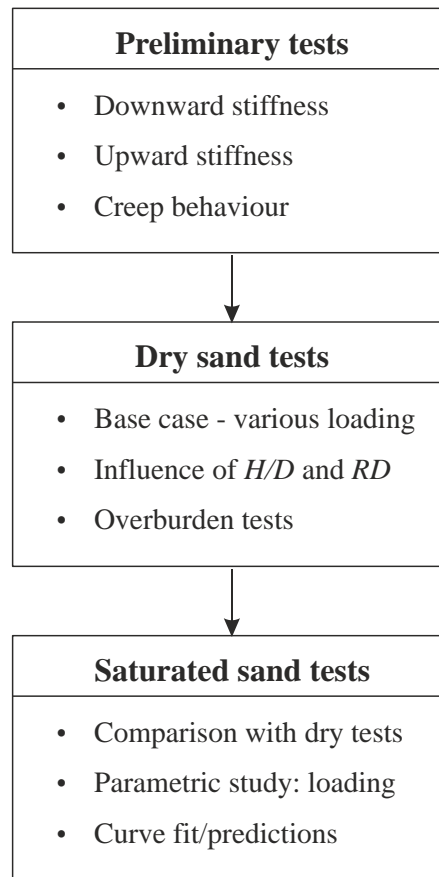 Preliminary tests
• Downward stiffness
• Upward stiffness
• Creep behaviour
Dry sand tests
• Base case - various loading
• Influence of H/D and RD
• Overburden tests
Saturated sand tests
• Comparison with dry tests
• Parametric study: loading
• Curve fit/predictions